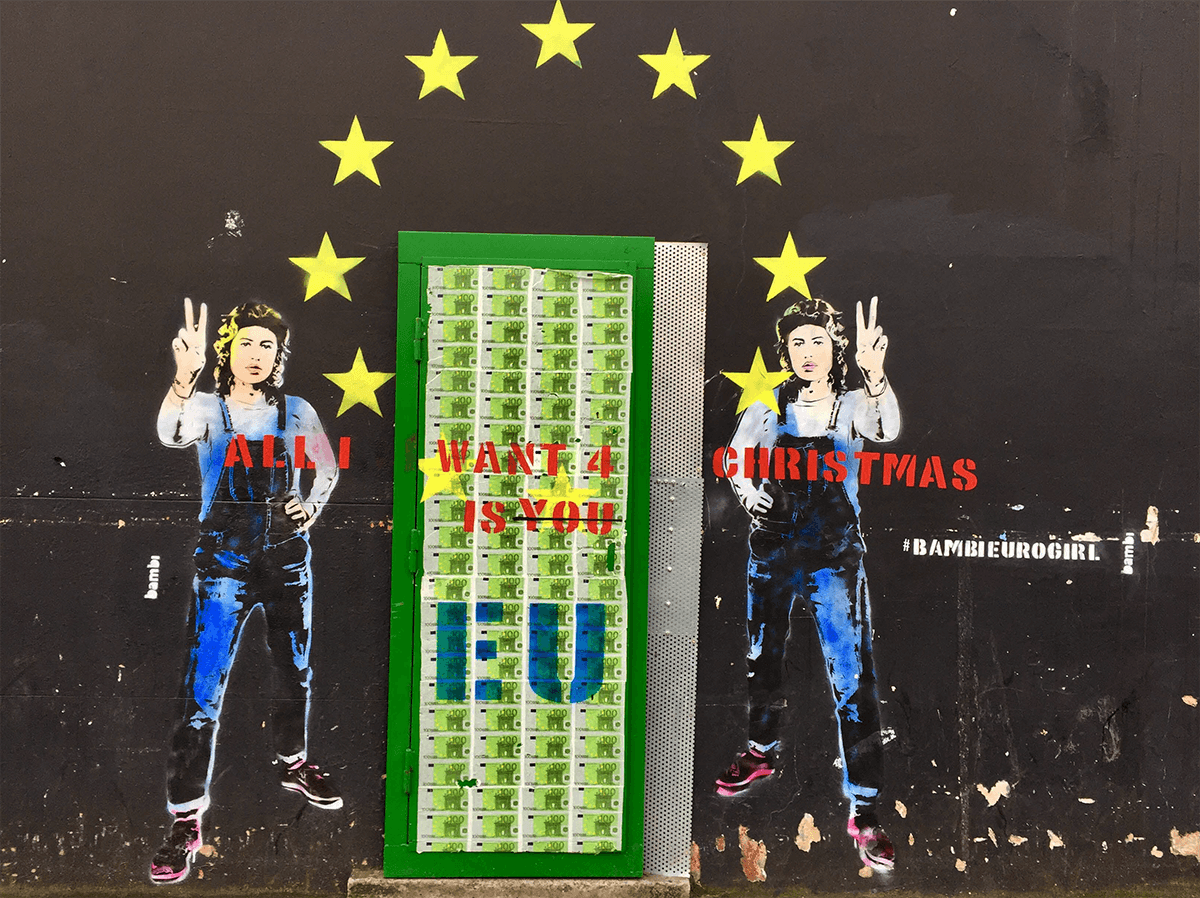 ALL I WANT 4 CHRISTMAS
IS YOU
#BAMBIEUROGIRL
bambi
bambi
EU